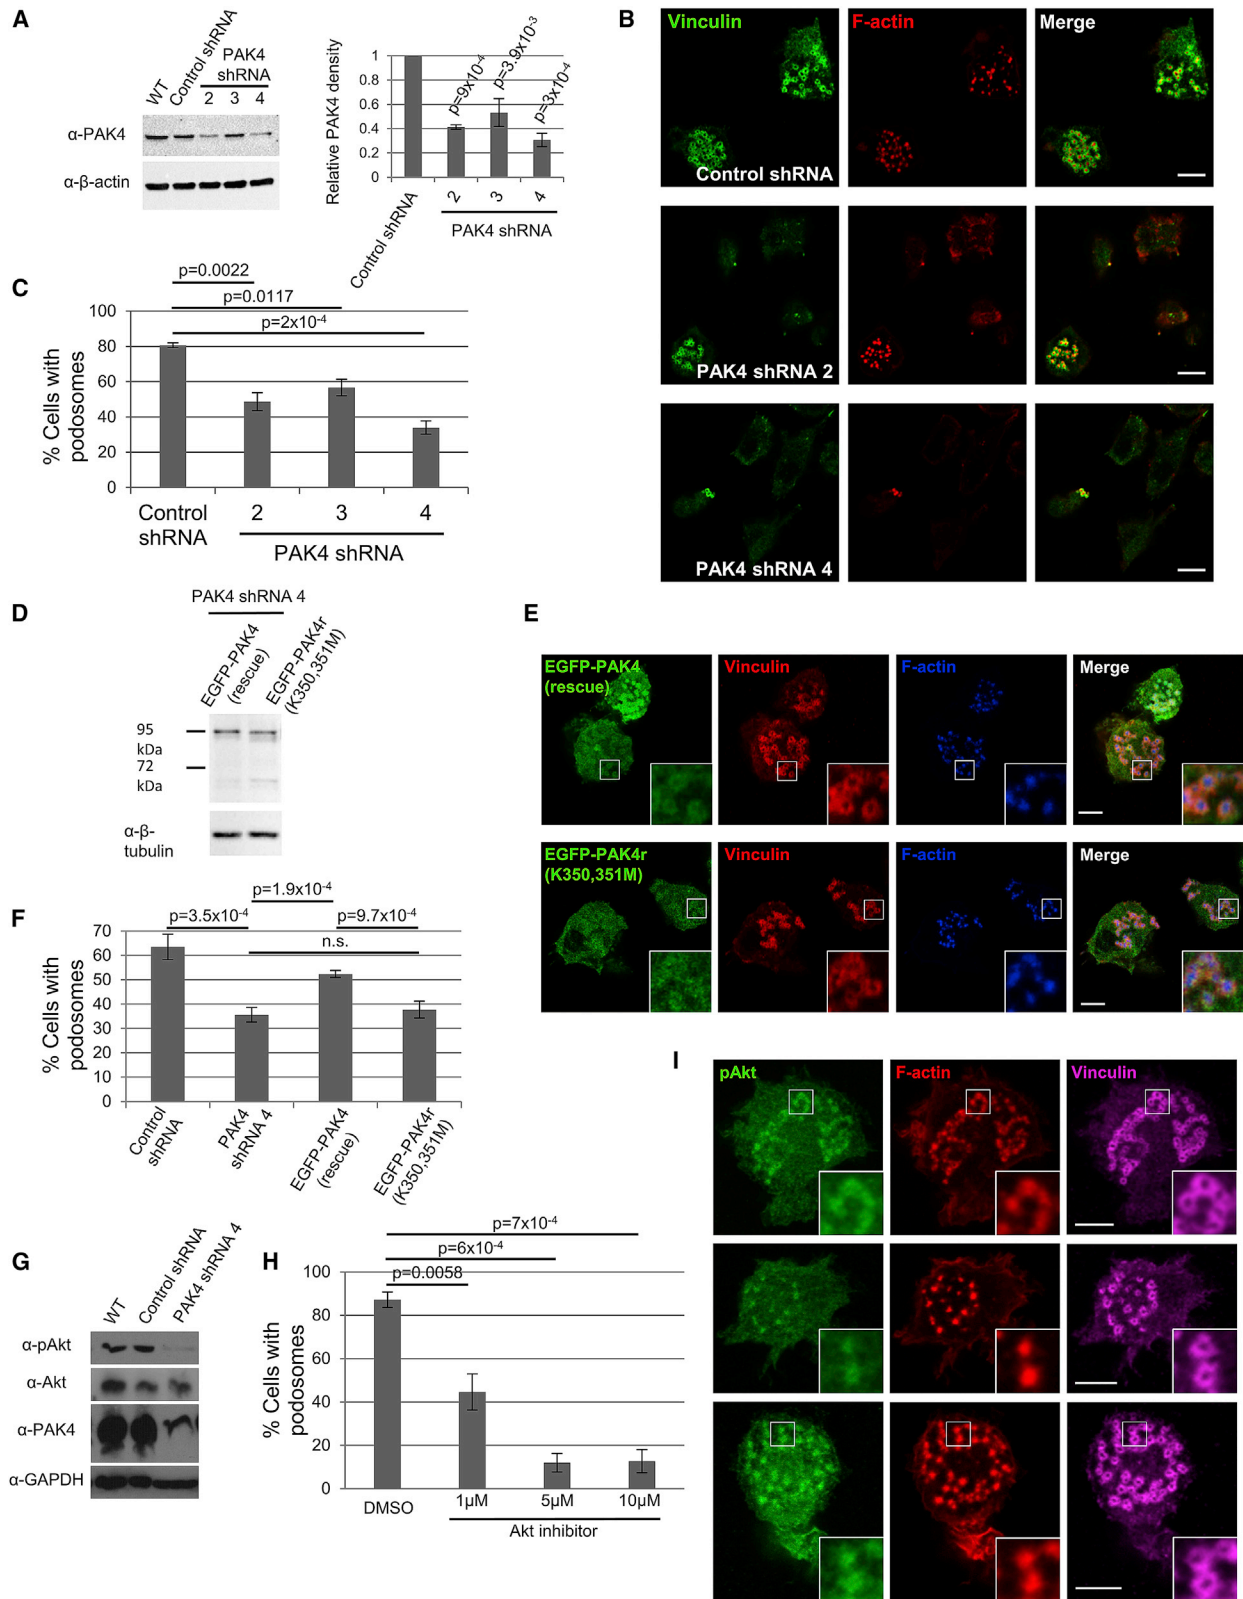 A
WT
Control shRNA
PAK4
shRNA
2 3 4
α-PAK4
α-β-actin
Relative PAK4 density
1
0.8
0.6
0.4
0.2
0
p=9x10-4
p=3.9x10-3
p=3x10-4
Control shRNA
2 3 4
PAK4 shRNA
B
Vinculin
F-actin
Merge
Control shRNA
PAK4 shRNA 2
PAK4 shRNA 4
C
p=0.0022
p=0.0117
p=2x10-4
% Cells with
podosomes
100
80
60
40
20
0
Control
shRNA
2 3 4
PAK4 shRNA
D
PAK4 shRNA 4
EGFP-PAK4
(rescue)
EGFP-PAK4r
(K350,351M)
95
kDa
72
kDa
α-β-
tubulin
E
EGFP-PAK4
(rescue)
Vinculin
F-actin
Merge
EGFP-PAK4r
(K350,351M)
Vinculin
F-actin
Merge
F
p=1.9x10-4
p=3.5x10-4
p=9.7x10-4
n.s.
% Cells with
podosomes
70
60
50
40
30
20
10
0
Control
shRNA
PAK4
shRNA 4
EGFP-PAK4
(rescue)
EGFP-PAK4r
(K350,351M)
G
WT
Control shRNA
PAK4 shRNA 4
α-pAkt
α-Akt
α-PAK4
α-GAPDH
H
p=7x10-4
p=6x10-4
p=0.0058
% Cells with
podosomes
100
80
60
40
20
0
DMSO
1µM
5µM
10µM
Akt inhibitor
I
pAkt
F-actin
Vinculin